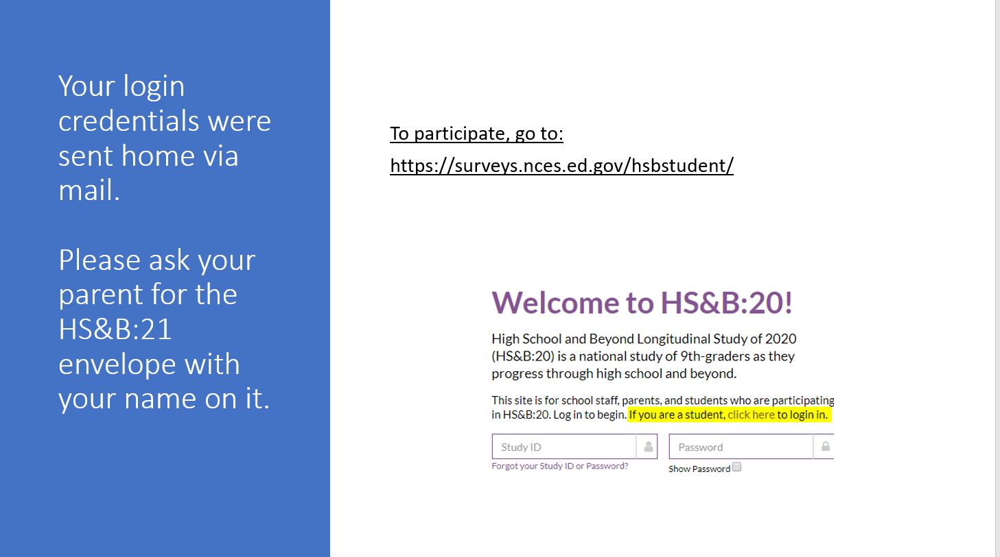 Your login
credentials were
sent home via
mail.
Please ask your
parent for the
HS&B:21
envelope with
your name on it.
To participate, go to:
https://surveys.nces.ed.gov/hsbstudent/
Welcome to HS&B:20!
High School and Beyond Longitudinal Study of 2020
(HS&B:20) is a national study of 9th-graders as they
progress through high school and beyond.
This site is for school staff, parents, and students who are participating
in HS&B:20. Log in to begin. If you are a student, click here to login in.
Study ID
Password
Forgot your Study ID or Password?
Show Password